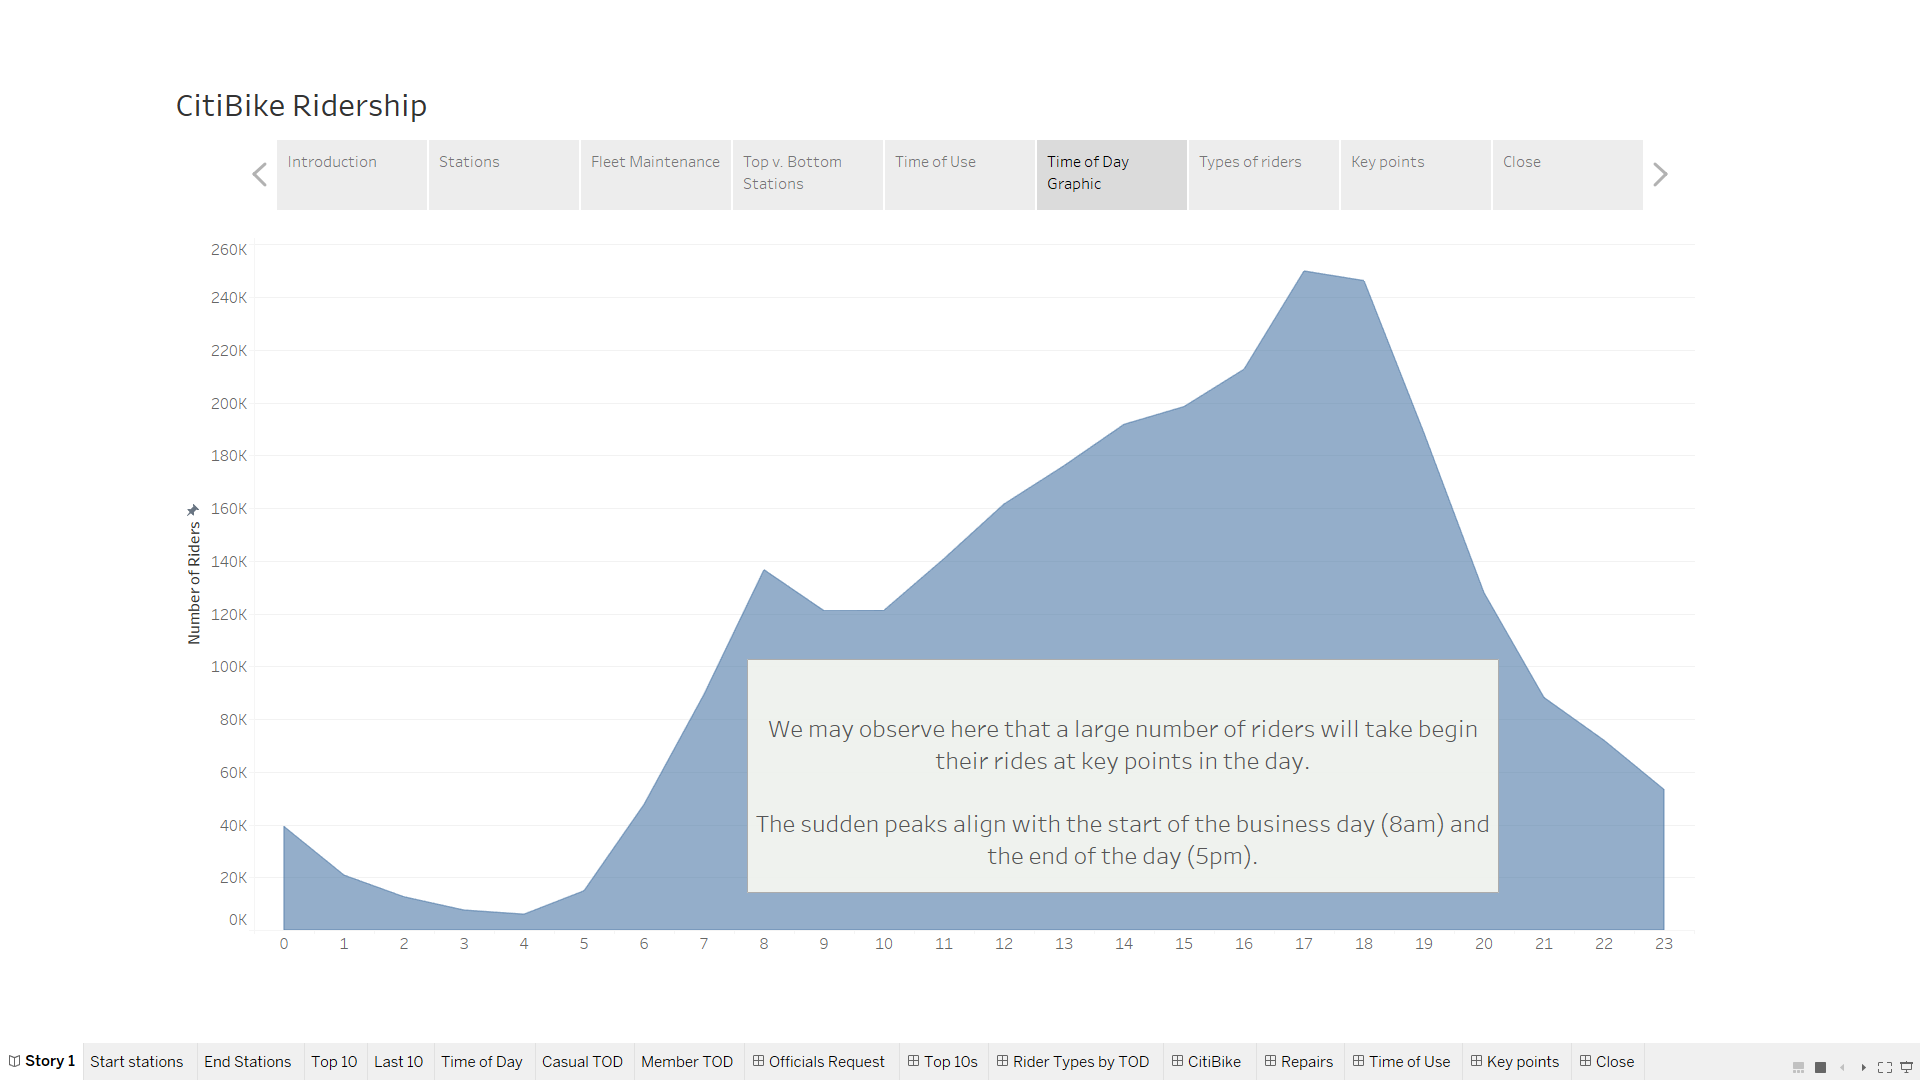 CitiBike Ridership
Introduction
Stations
Fleet Maintenance
Top v. Bottom
Stations
Time of Use
Time of Day
Graphic
Types of riders
Key points
Close
260K
240K
220K
200K
180K
160K
140K
120K
100K
80K
60K
40K
20K
0K
Number of Riders
We may observe here that a large number of riders will take begin
their rides at key points in the day.
The sudden peaks align with the start of the business day (8am) and
the end of the day (5pm).
0 1 2 3 4 5 6 7 8 9 10 11 12 13 14 15 16 17 18 19 20 21 22 23
Story 1 Start stations End Stations Top 10 Last 10 Time of Day Casual TOD Member TOD Officials Request Top 10s Rider Types by TOD CitiBike Repairs Time of Use Key points Close